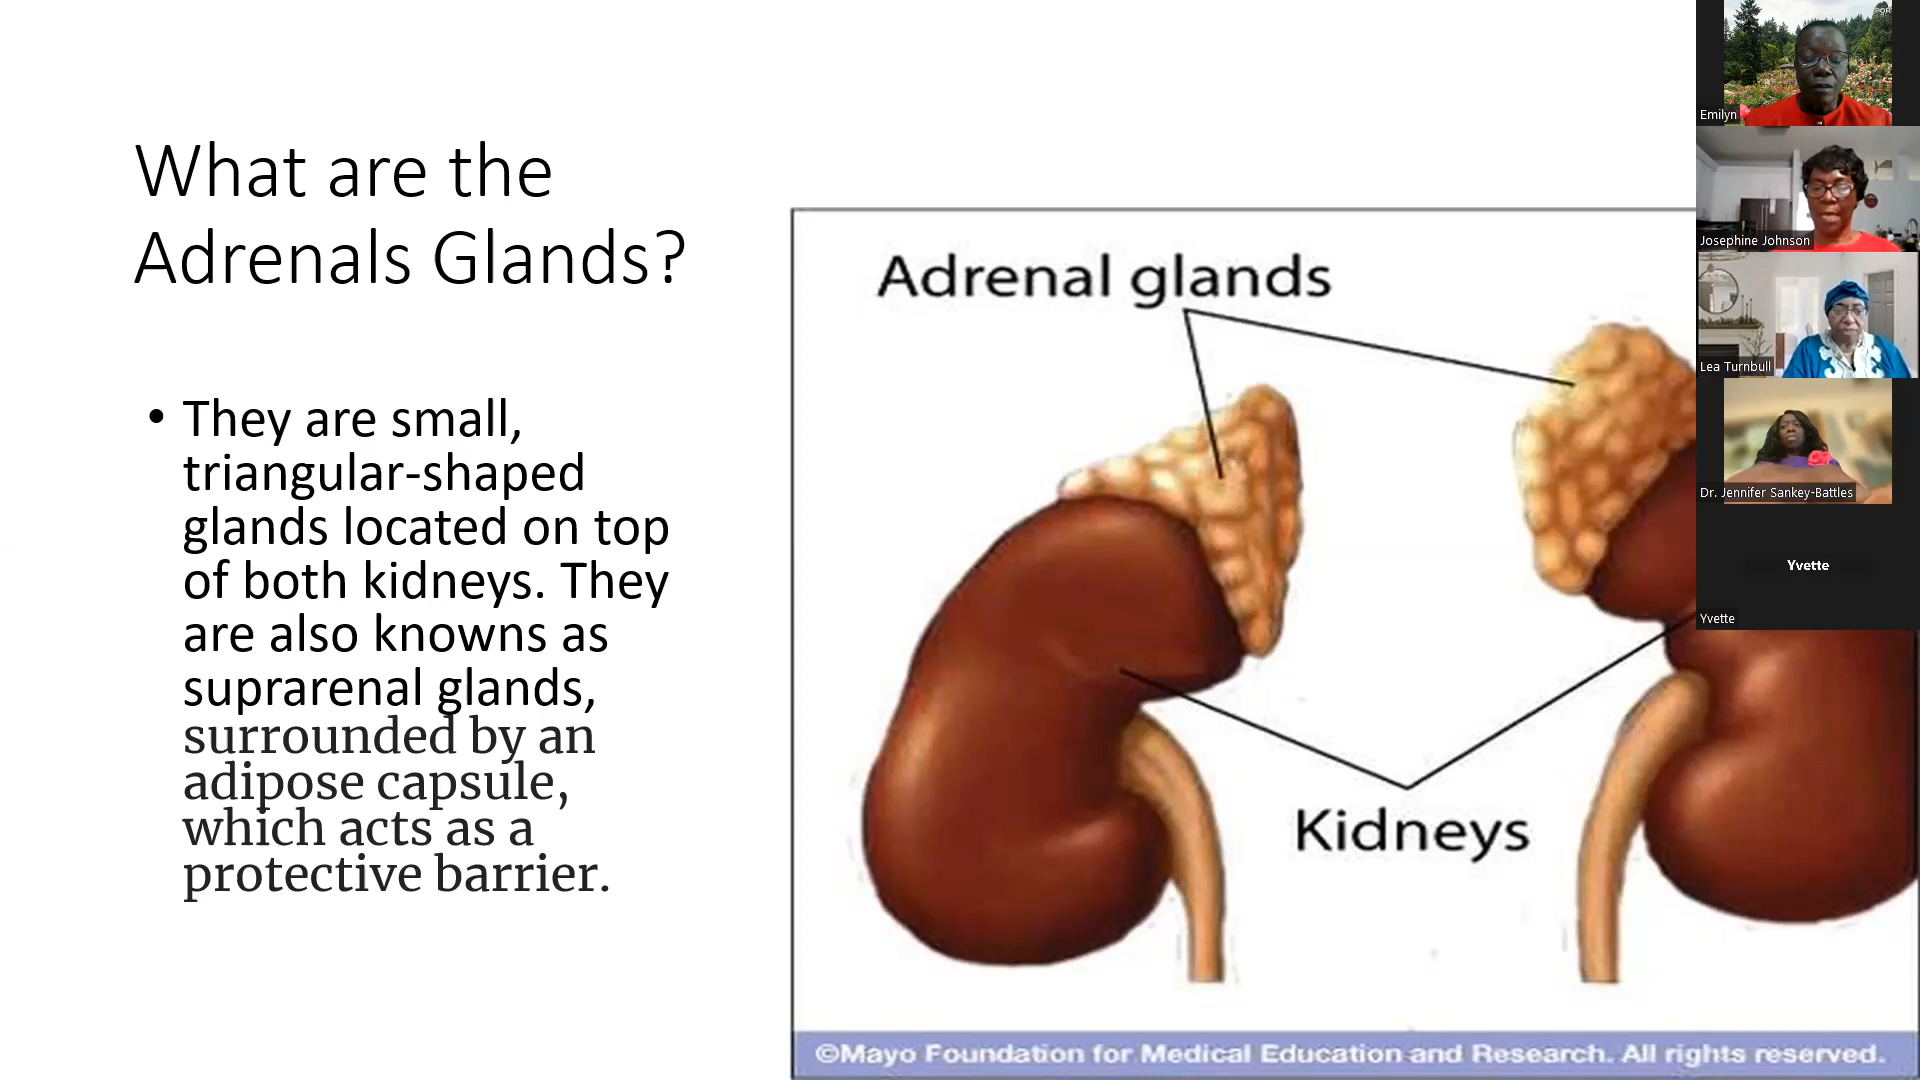 What are the
Adrenals Glands?
• They are small,
triangular-shaped
glands located on top
of both kidneys. They
are also knowns as
suprarenal glands,
surrounded by an
adipose capsule,
which acts as a
protective barrier.
Adrenal glands
Kidneys
©Mayo Foundation for Medical Education and Research. All rights reserved.
POR
Emilyn
Josephine Johnson
Lea Turnbull
Dr. Jennifer Sankey-Battles
Yvette
Yvette